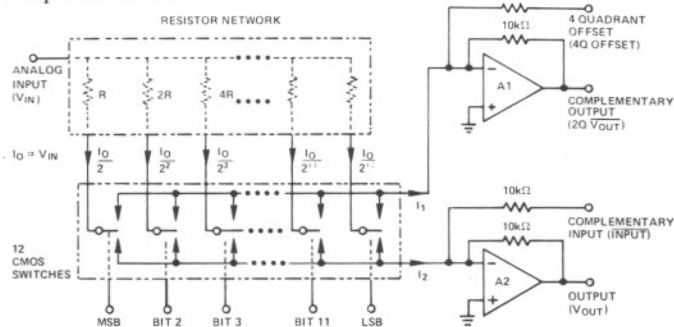 RESISTOR NETWORK
ANALOG
INPUT
(VIN)
R
2R
4R
IO ∝ VIN
IO
2
IO
2²
IO
2³
IO
2¹¹
IO
2¹²
12
CMOS
SWITCHES
MSB
BIT 2
BIT 3
BIT 11
LSB
I1
I2
10kΩ
4 QUADRANT
OFFSET
(4Q OFFSET)
10kΩ
A1
COMPLEMENTARY
OUTPUT
(2Q VOUT)
10kΩ
COMPLEMENTARY
INPUT (INPUT)
10kΩ
A2
OUTPUT
(VOUT)